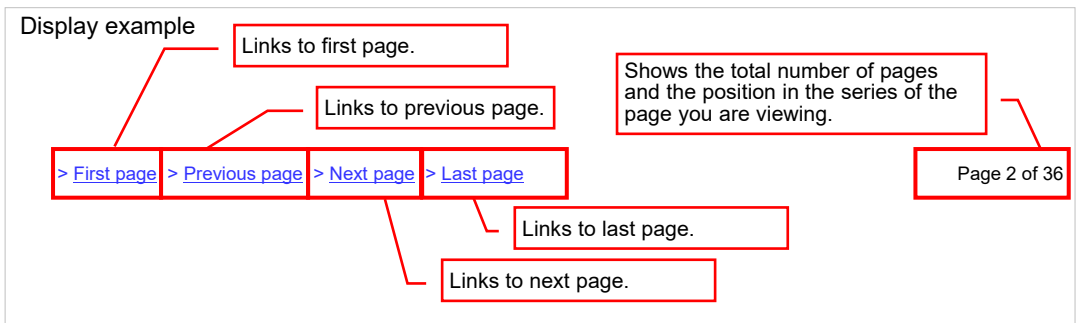 Display example
Links to first page.
Shows the total number of pages
and the position in the series of the
page you are viewing.
Links to previous page.
> First page > Previous page > Next page > Last page
Page 2 of 36
Links to last page.
Links to next page.